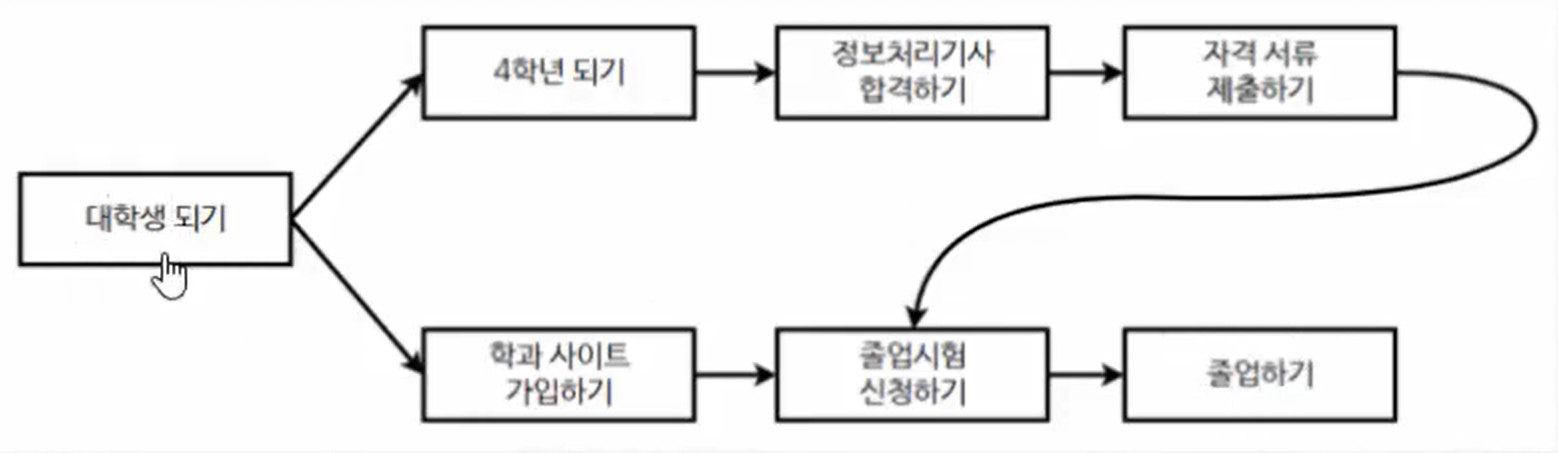 4학년 되기
정보처리기사
합격하기
자격 서류
제출하기
대학생 되기
학과 사이트
가입하기
졸업시험
신청하기
졸업하기